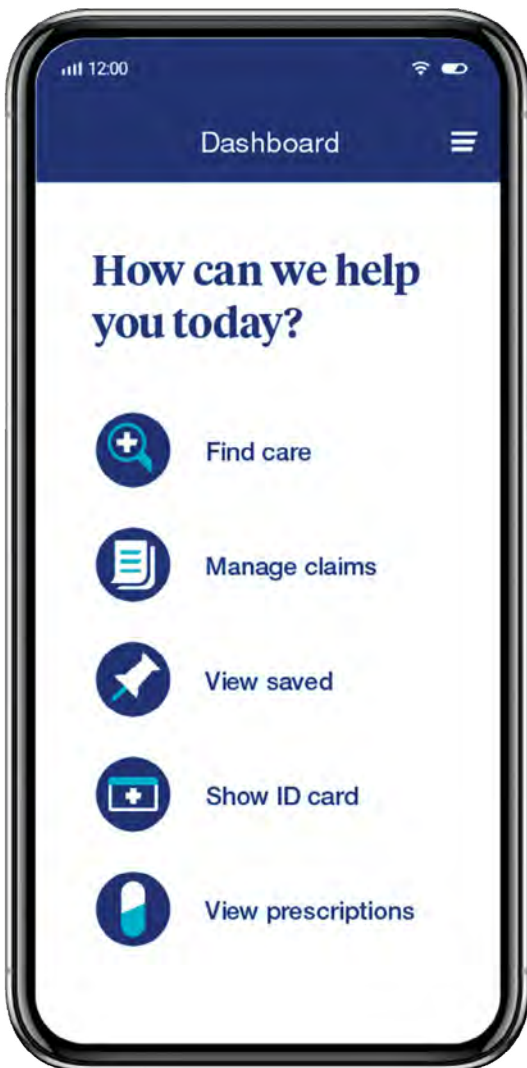 12:00
Dashboard
How can we help
you today?
Find care
Manage claims
View saved
Show ID card
View prescriptions